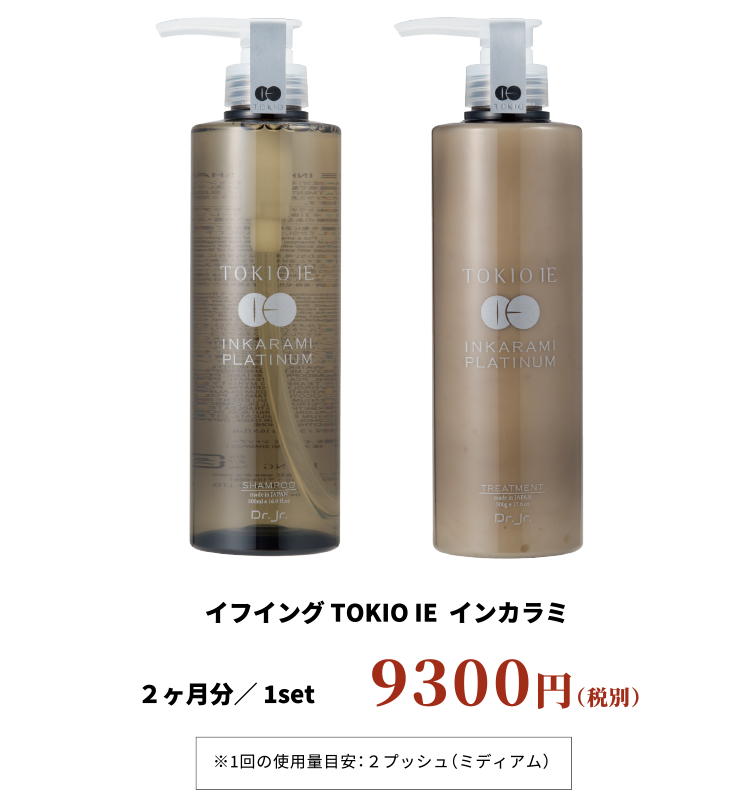 TOKIO
TOKIO IE
INKARAMI
PLATINUM
SHAMPOO
made in JAPAN
Dr. Jr.
TOKIO
TOKIO IE
INKARAMI
PLATINUM
TREATMENT
made in JAPAN
Dr. Jr.
イフイング TOKIO IE インカラミ
2ヶ月分／ 1set 9300円（税別）
※1回の使用量目安：2プッシュ（ミディアム）